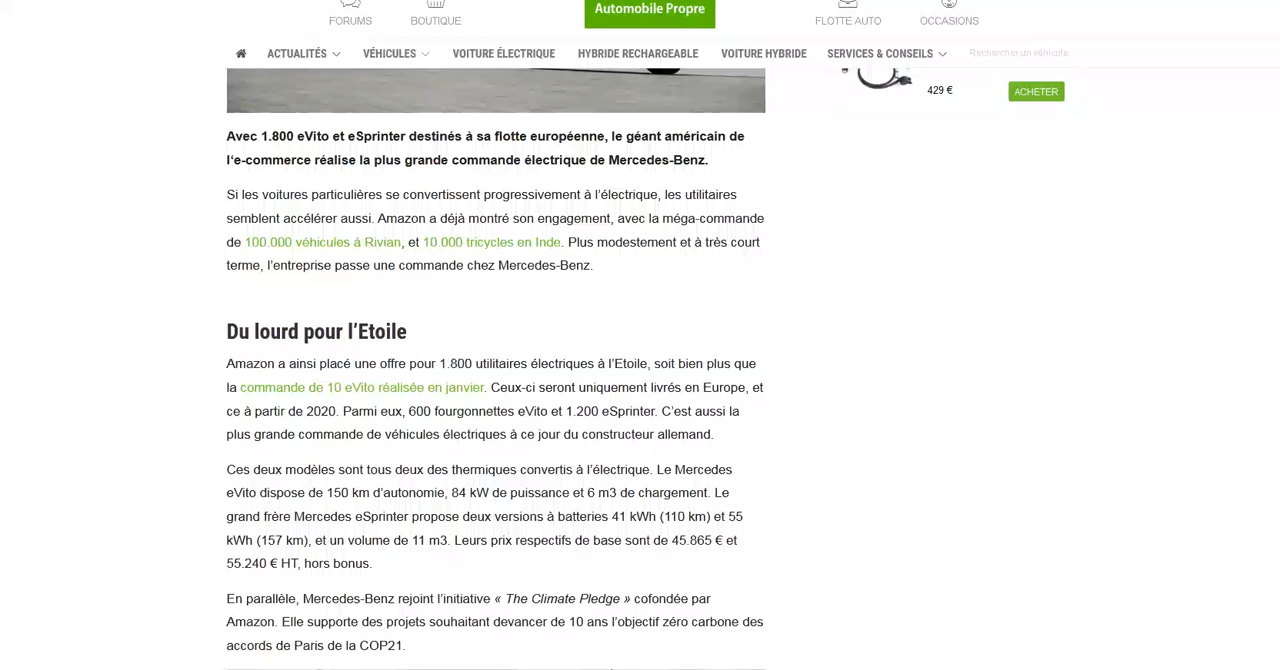 Automobile Propre
FORUMS
BOUTIQUE
FLOTTE AUTO
OCCASIONS
ACTUALITÉS
VÉHICULES
VOITURE ÉLECTRIQUE
HYBRIDE RECHARGEABLE
VOITURE HYBRIDE
SERVICES & CONSEILS
Rechercher un véhicule
429 €
ACHETER
Avec 1.800 eVito et eSprinter destinés à sa flotte européenne, le géant américain de
l'e-commerce réalise la plus grande commande électrique de Mercedes-Benz.
Si les voitures particulières se convertissent progressivement à l'électrique, les utilitaires
semblent accélérer aussi. Amazon a déjà montré son engagement, avec la méga-commande
de 100.000 véhicules à Rivian, et 10.000 tricycles en Inde. Plus modestement et à très court
terme, l'entreprise passe une commande chez Mercedes-Benz.
Du lourd pour l'Etoile
Amazon a ainsi placé une offre pour 1.800 utilitaires électriques à l'Etoile, soit bien plus que
la commande de 10 eVito réalisée en janvier. Ceux-ci seront uniquement livrés en Europe, et
ce à partir de 2020. Parmi eux, 600 fourgonnettes eVito et 1.200 eSprinter. C'est aussi la
plus grande commande de véhicules électriques à ce jour du constructeur allemand.
Ces deux modèles sont tous deux des thermiques convertis à l'électrique. Le Mercedes
eVito dispose de 150 km d'autonomie, 84 kW de puissance et 6 m3 de chargement. Le
grand frère Mercedes eSprinter propose deux versions à batteries 41 kWh (110 km) et 55
kWh (157 km), et un volume de 11 m3. Leurs prix respectifs de base sont de 45.865 € et
55.240 € HT, hors bonus.
En parallèle, Mercedes-Benz rejoint l'initiative « The Climate Pledge » cofondée par
Amazon. Elle supporte des projets souhaitant devancer de 10 ans l'objectif zéro carbone des
accords de Paris de la COP21.